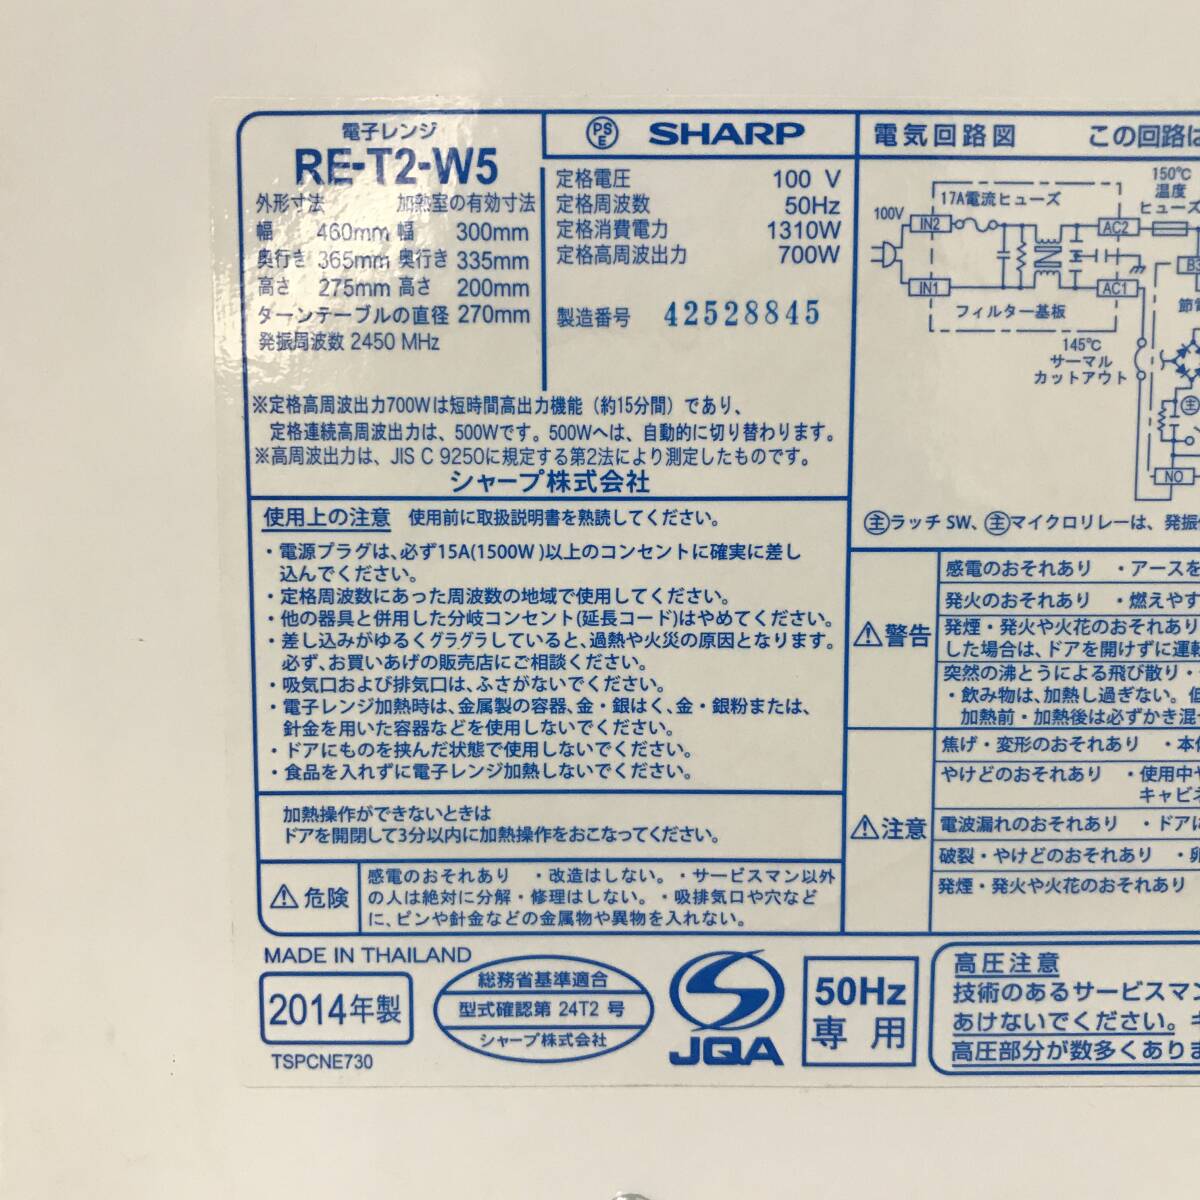 電子レンジ
RE-T2-W5
外形寸法 加熱室の有効寸法
幅 460mm 幅 300mm
奥行き 365mm 奥行き 335mm
高さ 275mm 高さ 200mm
ターンテーブルの直径 270mm
発振周波数 2450 MHz
PSE SHARP
定格電圧 100 V
定格周波数 50Hz
定格消費電力 1310W
定格高周波出力 700W
製造番号 42528845
※定格高周波出力700Wは短時間高出力機能(約15分間)であり、
定格連続高周波出力は、500Wです。500Wへは、自動的に切り替わります。
※高周波出力は、JIS C 9250に規定する第2法により測定したものです。
シャープ株式会社
使用上の注意 使用前に取扱説明書を熟読してください。
・電源プラグは、必ず15A(1500W)以上のコンセントに確実に差し
込んでください。
・定格周波数にあった周波数の地域で使用してください。
・他の器具と併用した分岐コンセント(延長コード)はやめてください。
・差し込みがゆるくグラグラしていると、過熱や火災の原因となります。
必ず、お買いあげの販売店にご相談ください。
・吸気口および排気口は、ふさがないでください。
・電子レンジ加熱時は、金属製の容器、金・銀はく、金・銀粉または、
針金を用いた容器などを使用しないでください。
・ドアにものを挟んだ状態で使用しないでください。
・食品を入れずに電子レンジ加熱しないでください。
加熱操作ができないときは
ドアを開閉して3分以内に加熱操作をおこなってください。
⚠危険
感電のおそれあり ・改造はしない。・サービスマン以外
の人は絶対に分解・修理はしない。・吸排気口や穴など
に、ピンや針金などの金属物や異物を入れない。
電気回路図 この回路は
150℃
温度
ヒューズ
17A電流ヒューズ
100V
IN2
AC2
IN1
AC1
フィルター基板
145℃
サーマル
カットアウト
節電
主
NO
主ラッチ SW、主マイクロリレーは、発振
⚠警告
感電のおそれあり ・アースを
発火のおそれあり ・燃えやす
発煙・発火や火花のおそれあり
した場合は、ドアを開けずに運転
突然の沸とうによる飛び散り・
・飲み物は、加熱し過ぎない。
加熱前・加熱後は必ずかき混
⚠注意
焦げ・変形のおそれあり ・本
やけどのおそれあり ・使用中
キャビネ
電波漏れのおそれあり ・ドアに
破裂・やけどのおそれあり ・卵
発煙・発火や火花のおそれあり
MADE IN THAILAND
2014年製
TSPCNE730
総務省基準適合
型式確認第 24T2 号
シャープ株式会社
JQA
50Hz
専用
高圧注意
技術のあるサービスマン
あけないでください。
高圧部分が数多くあり